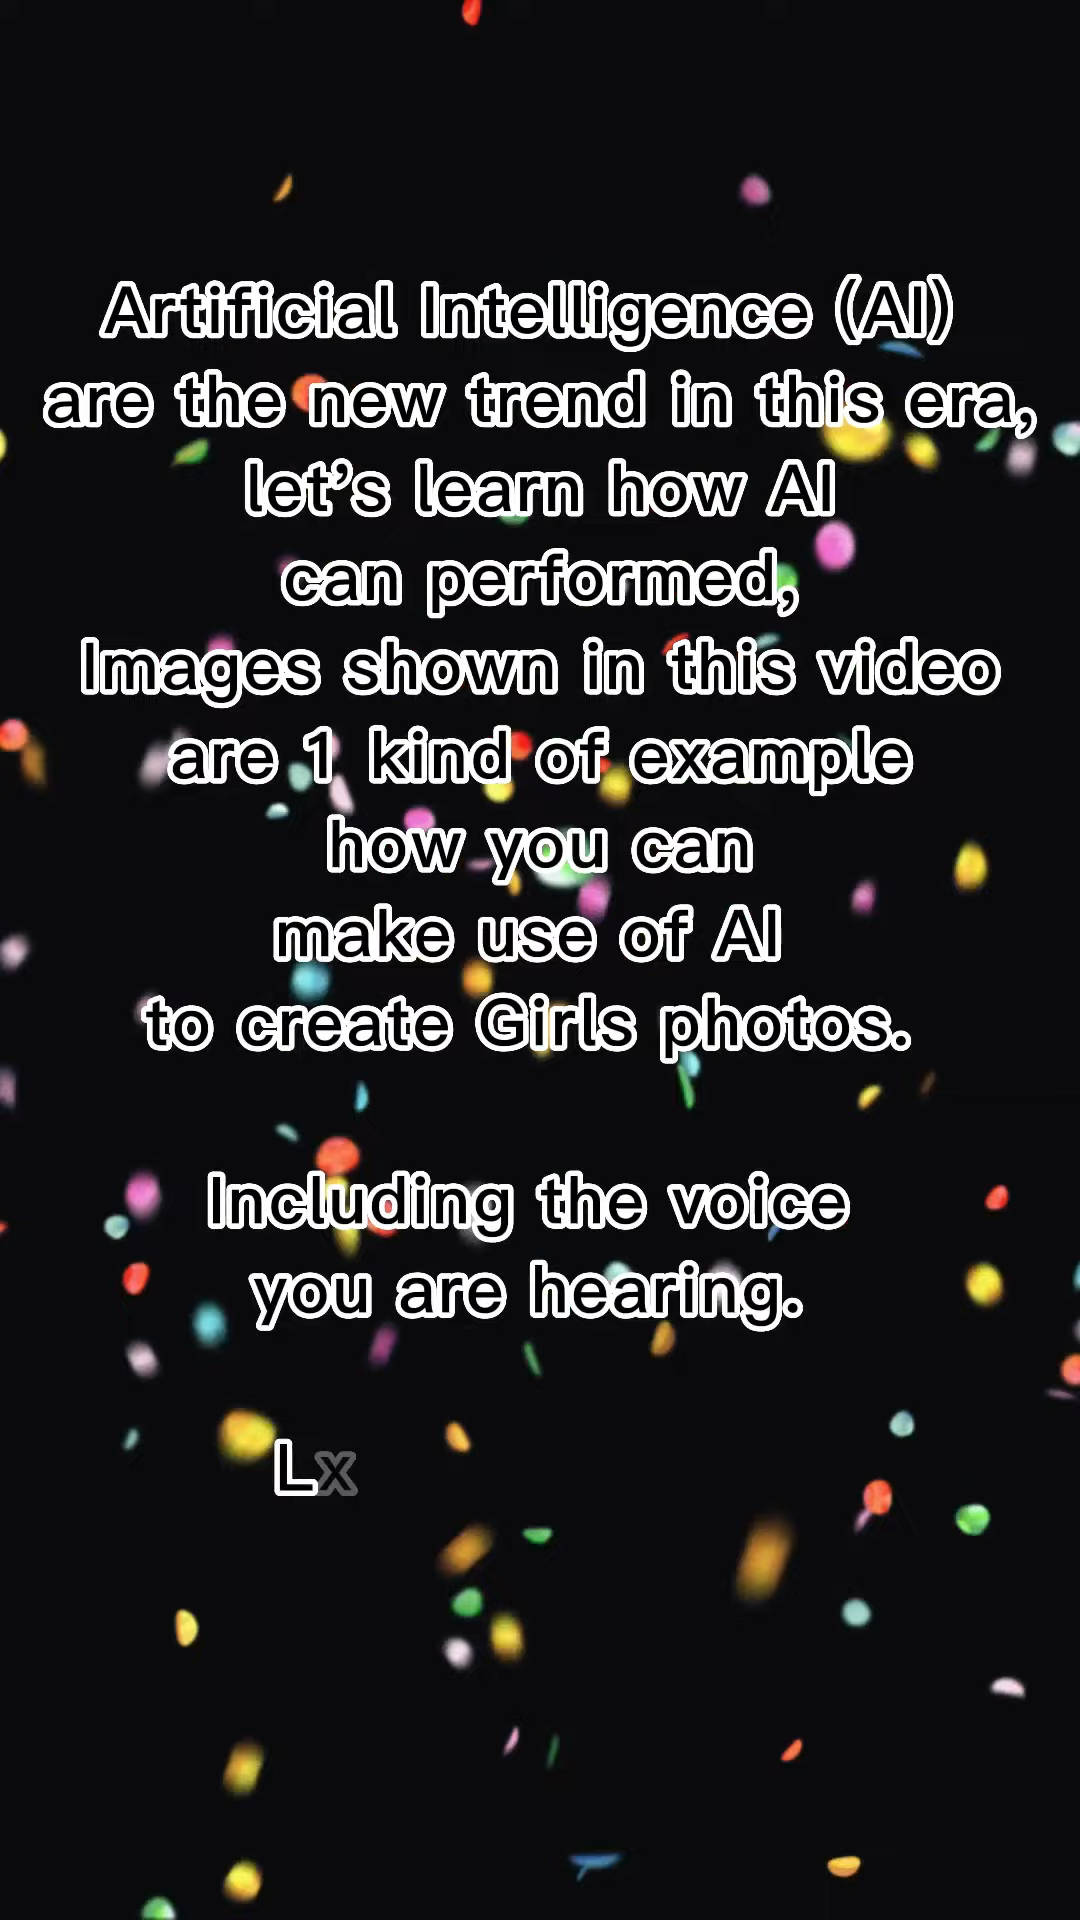 Artificial Intelligence (AI)
are the new trend in this era,
let’s learn how AI
can performed,
Images shown in this video
are 1 kind of example
how you can
make use of AI
to create Girls photos.
Including the voice
you are hearing.
Lx